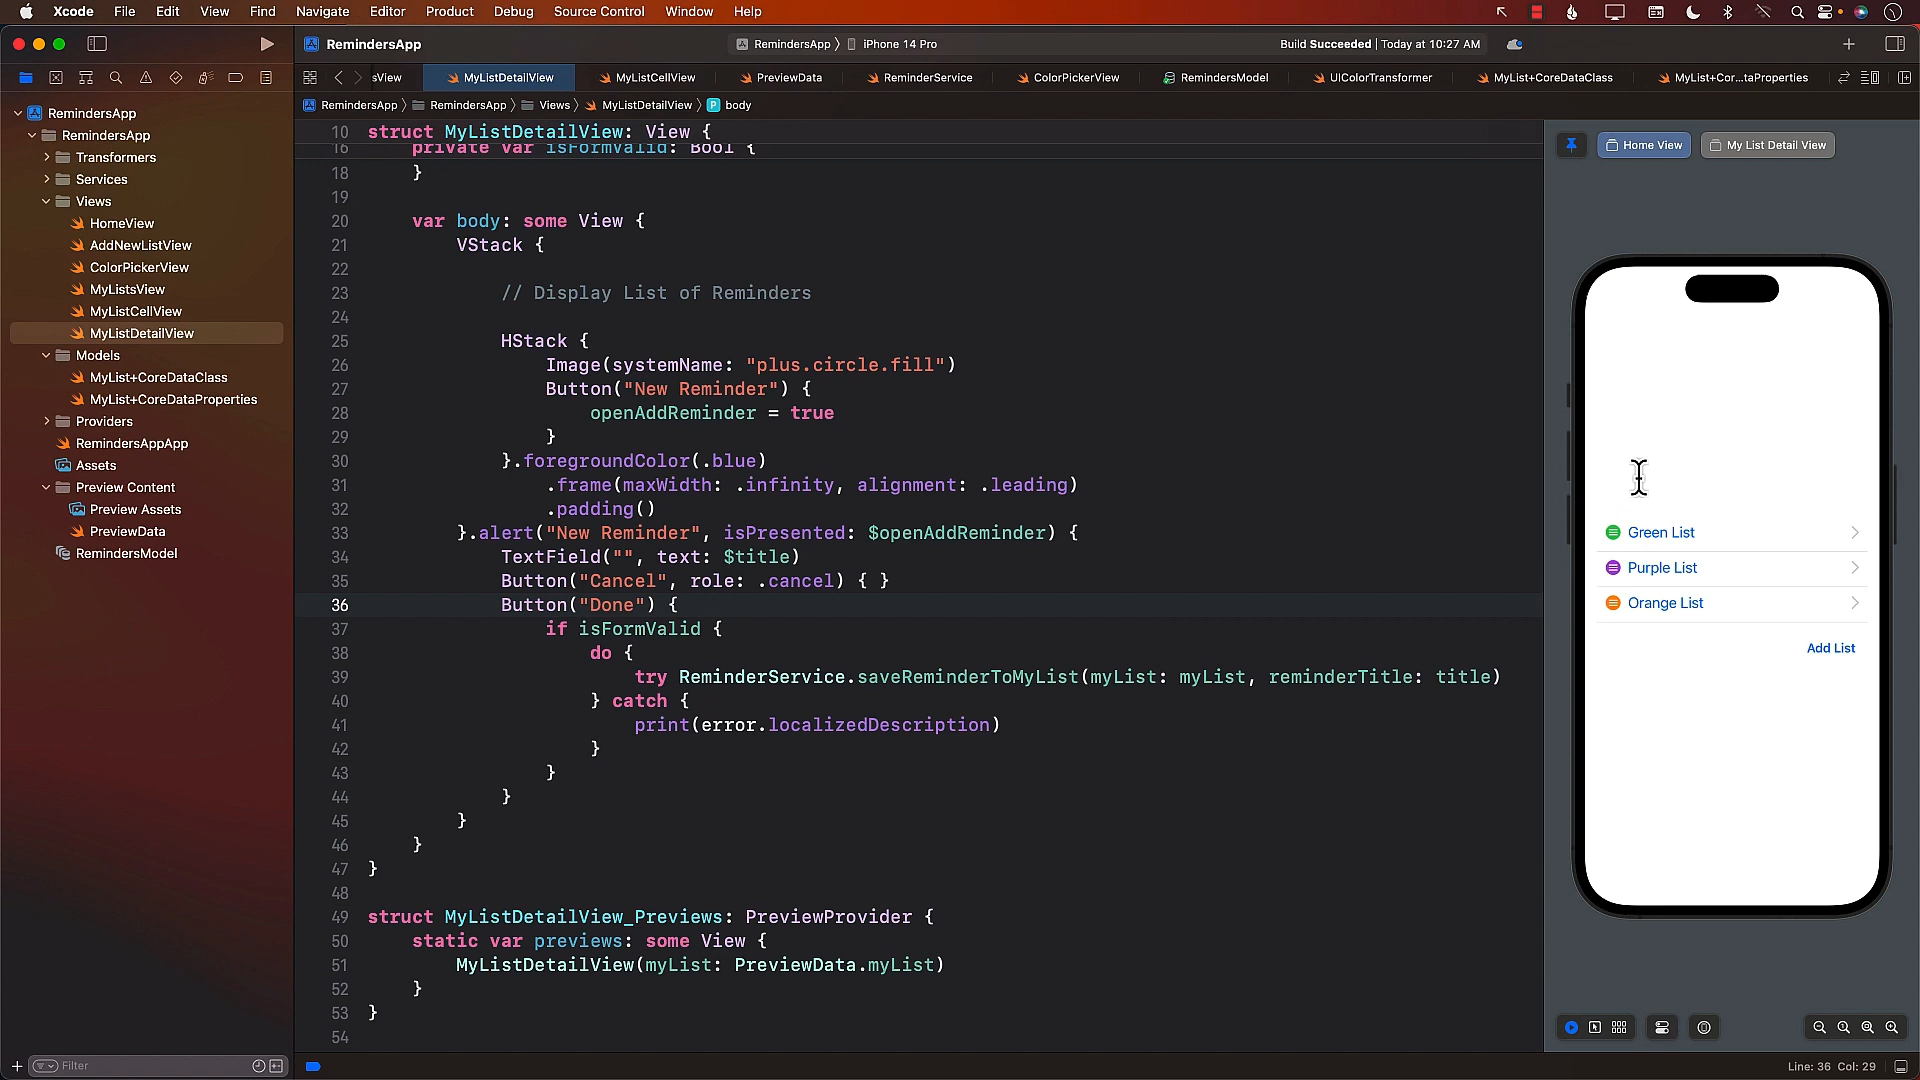 Xcode File Edit View Find Navigate Editor Product Debug Source Control Window Help
RemindersApp
RemindersApp iPhone 14 Pro
Build Succeeded | Today at 10:27 AM
sView MyListDetailView MyListCellView PreviewData ReminderService ColorPickerView RemindersModel UIColorTransformer MyList+CoreDataClass MyList+Cor...taProperties
RemindersApp RemindersApp Views MyListDetailView P body
RemindersApp
RemindersApp
Transformers
Services
Views
HomeView
AddNewListView
ColorPickerView
MyListsView
MyListCellView
MyListDetailView
Models
MyList+CoreDataClass
MyList+CoreDataProperties
Providers
RemindersAppApp
Assets
Preview Content
Preview Assets
PreviewData
RemindersModel
Filter
10 struct MyListDetailView: View {
16 private var isFormValid: Bool {
18 }
19
20 var body: some View {
21 VStack {
22
23 // Display List of Reminders
24
25 HStack {
26 Image(systemName: "plus.circle.fill")
27 Button("New Reminder") {
28 openAddReminder = true
29 }
30 }.foregroundColor(.blue)
31 .frame(maxWidth: .infinity, alignment: .leading)
32 .padding()
33 }.alert("New Reminder", isPresented: $openAddReminder) {
34 TextField("", text: $title)
35 Button("Cancel", role: .cancel) { }
36 Button("Done") {
37 if isFormValid {
38 do {
39 try ReminderService.saveReminderToMyList(myList: myList, reminderTitle: title)
40 } catch {
41 print(error.localizedDescription)
42 }
43 }
44 }
45 }
46 }
47 }
48
49 struct MyListDetailView_Previews: PreviewProvider {
50 static var previews: some View {
51 MyListDetailView(myList: PreviewData.myList)
52 }
53 }
54
Home View
My List Detail View
Green List
Purple List
Orange List
Add List
Line: 36 Col: 29